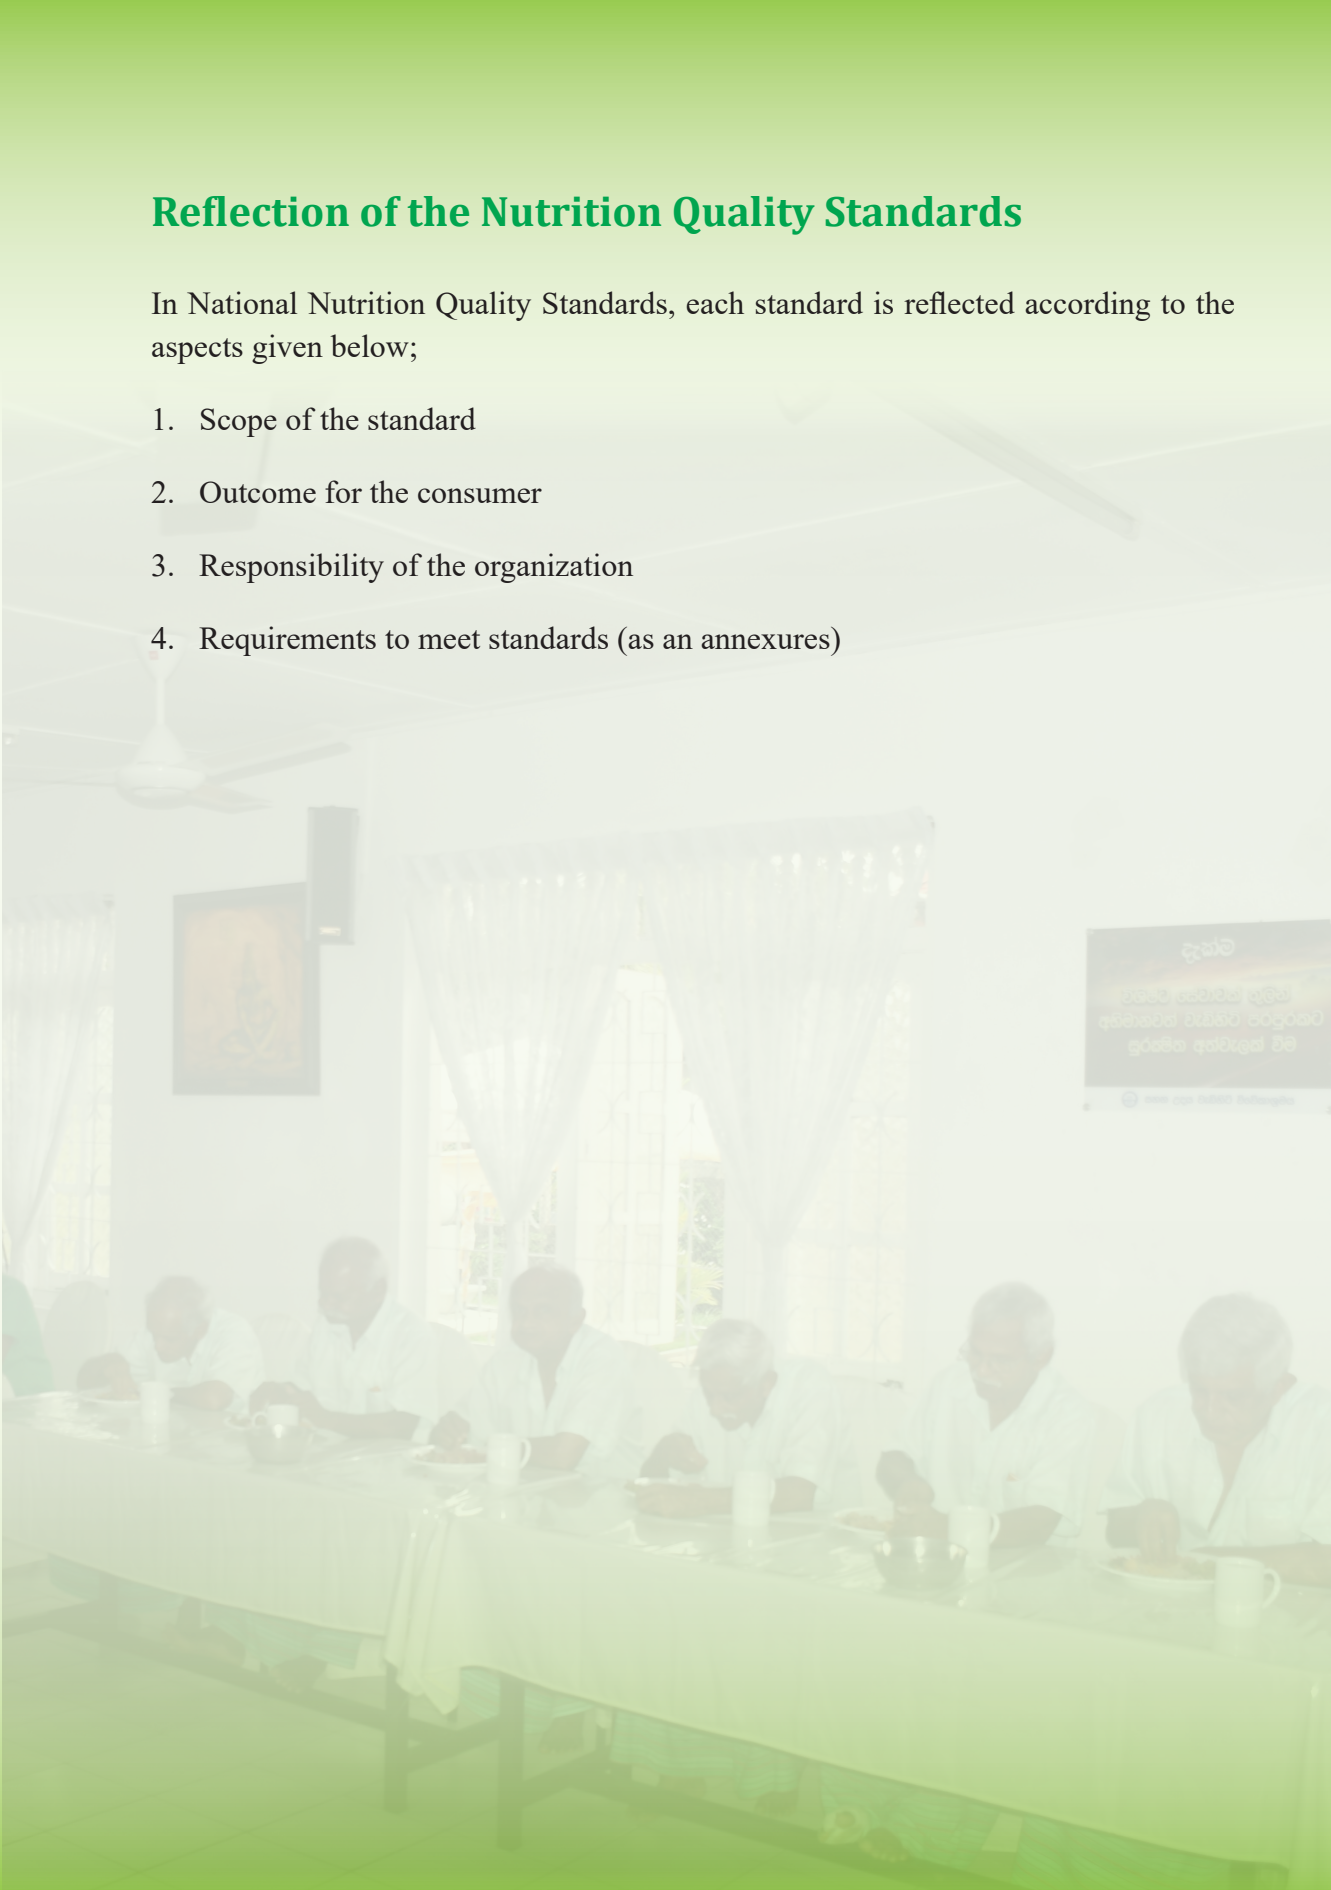 Reflection of the Nutrition Quality Standards
In National Nutrition Quality Standards, each standard is reflected according to the
aspects given below;
1. Scope of the standard
2. Outcome for the consumer
3. Responsibility of the organization
4. Requirements to meet standards (as an annexures)
දැක්ම